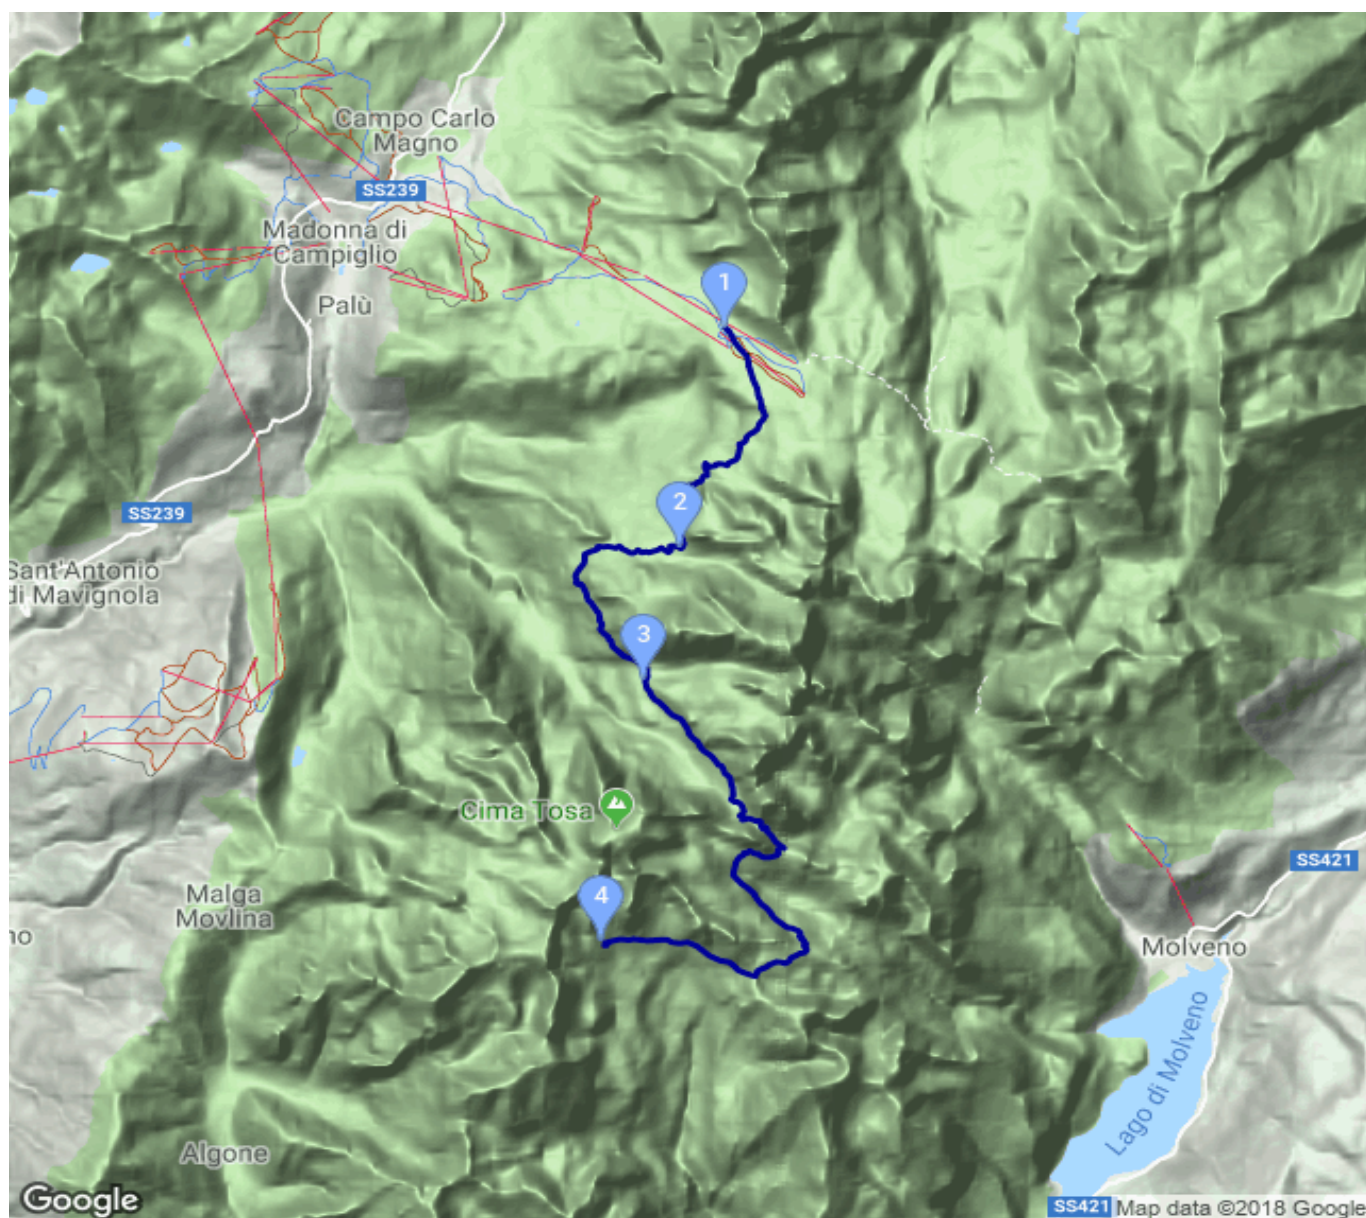 Campo Carlo
Magno
SS239
Madonna di
Campiglio
1
Palù
2
SS239
Sant'Antonio
di Mavignola
3
Cima Tosa
SS421
Malga
Movlina
4
no
Molveno
Lago di Molveno
Algone
Google
SS421 Map data ©2018 Google